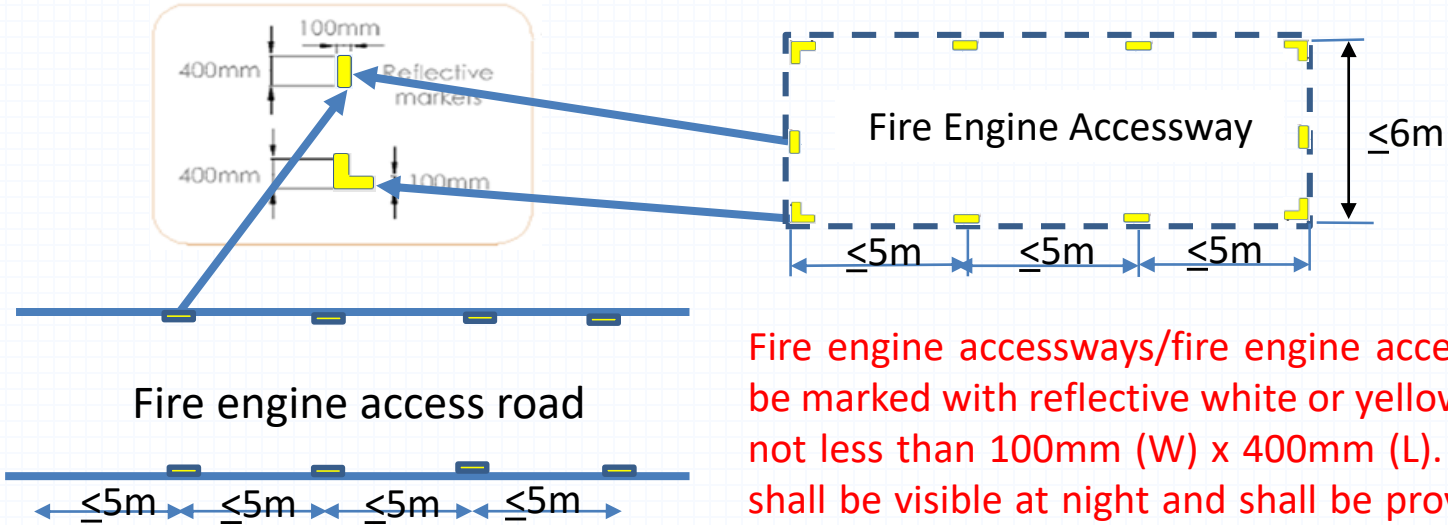 100mm
400mm
Reflective
markers
400mm
100mm
Fire Engine Accessway
≤6m
≤5m ≤5m ≤5m
Fire engine access road
≤5m ≤5m ≤5m ≤5m
Fire engine accessways/fire engine acce
be marked with reflective white or yellow
not less than 100mm (W) x 400mm (L).
shall be visible at night and shall be prov